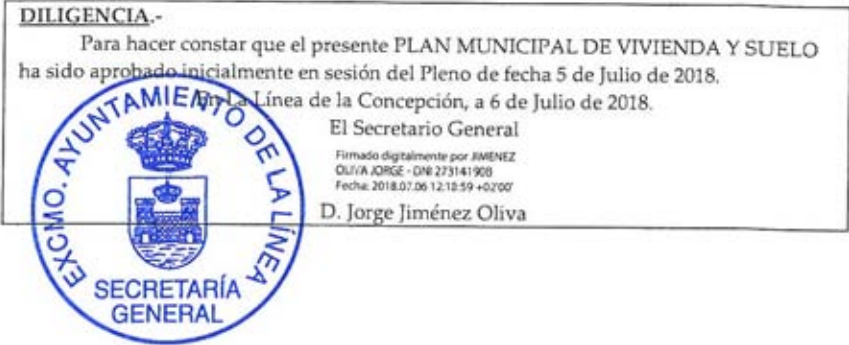 DILIGENCIA.-
Para hacer constar que el presente PLAN MUNICIPAL DE VIVIENDA Y SUELO
ha sido aprobado inicialmente en sesión del Pleno de fecha 5 de Julio de 2018.
En La Línea de la Concepción, a 6 de Julio de 2018.
El Secretario General
Firmado digitalmente por JIMENEZ
OLIVA JORGE - DNI 27314190B
Fecha: 2018.07.06 12:18:59 +02'00'
D. Jorge Jiménez Oliva
EXCMO. AYUNTAMIENTO DE LA LÍNEA
SECRETARÍA
GENERAL